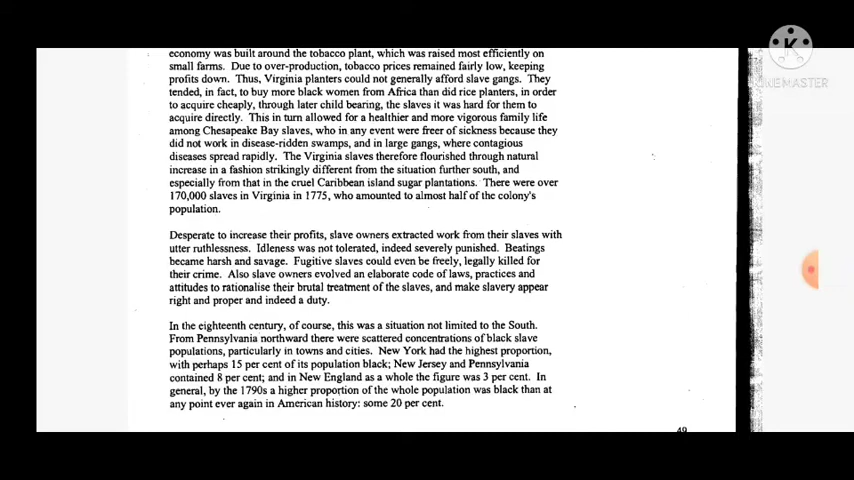 economy was built around the tobacco plant, which was raised most efficiently on
small farms. Due to over-production, tobacco prices remained fairly low, keeping
profits down. Thus, Virginia planters could not generally afford slave gangs. They
tended, in fact, to buy more black women from Africa than did rice planters, in order
to acquire cheaply, through later child bearing, the slaves it was hard for them to
acquire directly. This in turn allowed for a healthier and more vigorous family life
among Chesapeake Bay slaves, who in any event were freer of sickness because they
did not work in disease-ridden swamps, and in large gangs, where contagious
diseases spread rapidly. The Virginia slaves therefore flourished through natural
increase in a fashion strikingly different from the situation further south, and
especially from that in the cruel Caribbean island sugar plantations. There were over
170,000 slaves in Virginia in 1775, who amounted to almost half of the colony's
population.
Desperate to increase their profits, slave owners extracted work from their slaves with
utter ruthlessness. Idleness was not tolerated, indeed severely punished. Beatings
became harsh and savage. Fugitive slaves could even be freely, legally killed for
their crime. Also slave owners evolved an elaborate code of laws, practices and
attitudes to rationalise their brutal treatment of the slaves, and make slavery appear
right and proper and indeed a duty.
In the eighteenth century, of course, this was a situation not limited to the South.
From Pennsylvania northward there were scattered concentrations of black slave
populations, particularly in towns and cities. New York had the highest proportion,
with perhaps 15 per cent of its population black; New Jersey and Pennsylvania
contained 8 per cent; and in New England as a whole the figure was 3 per cent. In
general, by the 1790s a higher proportion of the whole population was black than at
any point ever again in American history: some 20 per cent.
49
K
KINEMASTER